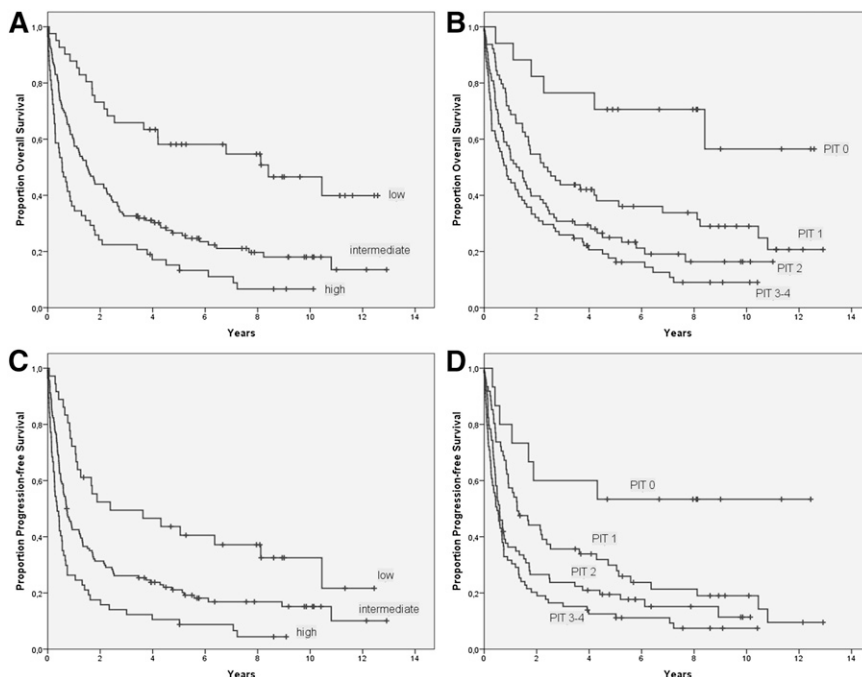 A
Proportion Overall Survival
1,0
0,8
0,6
0,4
0,2
0,0
low
intermediate
high
0 2 4 6 8 10 12 14
Years
B
Proportion Overall Survival
1,0
0,8
0,6
0,4
0,2
0,0
PIT 0
PIT 1
PIT 2
PIT 3-4
0 2 4 6 8 10 12 14
Years
C
Proportion Progression-free Survival
1,0
0,8
0,6
0,4
0,2
0,0
low
intermediate
high
0 2 4 6 8 10 12 14
Years
D
Proportion Progression-free Survival
1,0
0,8
0,6
0,4
0,2
0,0
PIT 0
PIT 1
PIT 2
PIT 3-4
0 2 4 6 8 10 12 14
Years